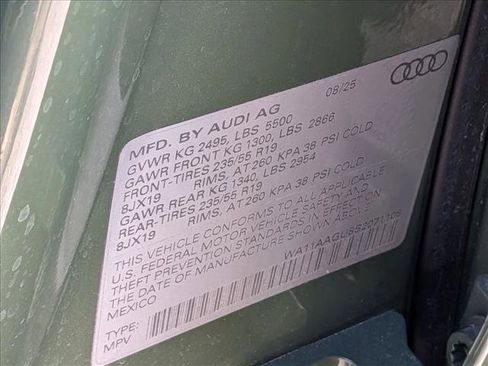 MFD. BY AUDI AG 08/25
GVWR KG 2495, LBS 5500
GAWR FRONT KG 1300, LBS 2866
FRONT-TIRES 235/55 R19
8JX19 RIMS, AT 260 KPA 38 PSI COLD
GAWR REAR KG 1340, LBS 2954
REAR-TIRES 235/55 R19
8JX19 RIMS, AT 260 KPA 38 PSI COLD
THIS VEHICLE CONFORMS TO ALL APPLICABLE
U.S. FEDERAL MOTOR VEHICLE SAFETY AND
THEFT PREVENTION STANDARDS IN EFFECT ON
THE DATE OF MANUFACTURE SHOWN ABOVE.
MEXICO
TYPE:
MPV